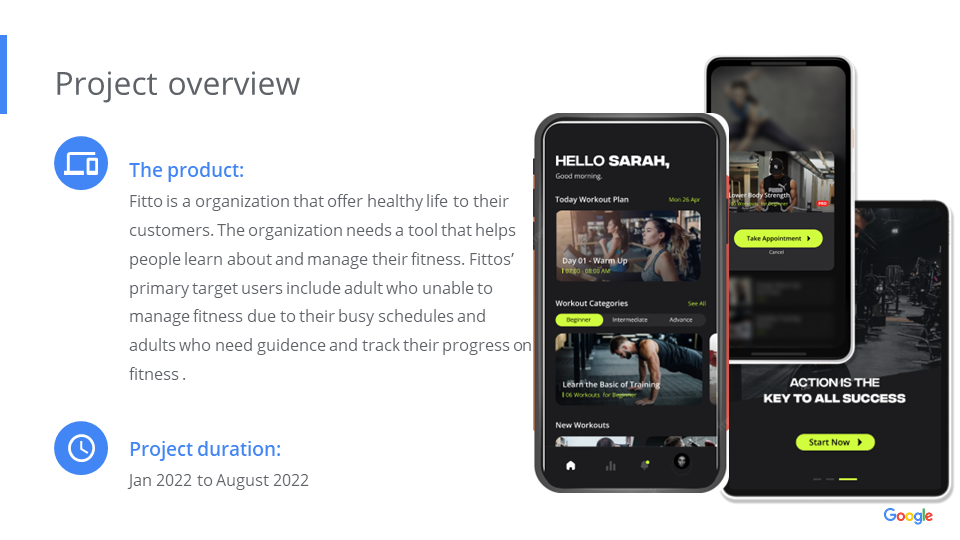 Project overview
The product:
Fitto is a organization that offer healthy life to their
customers. The organization needs a tool that helps
people learn about and manage their fitness. Fittos’
primary target users include adult who unable to
manage fitness due to their busy schedules and
adults who need guidence and track their progress on
fitness .
Project duration:
Jan 2022 to August 2022
HELLO SARAH,
Good morning.
Today Workout Plan
Mon 26 Apr
Day 01 - Warm Up
07:00 - 08:00 AM
Workout Categories
See All
Beginner
Intermediate
Advance
Learn the Basic of Training
06 Workouts for Beginner
New Workouts
Lower Body Strength
Workouts for Beginner
PRO
Take Appointment
Cancel
ACTION IS THE
KEY TO ALL SUCCESS
Start Now
Google